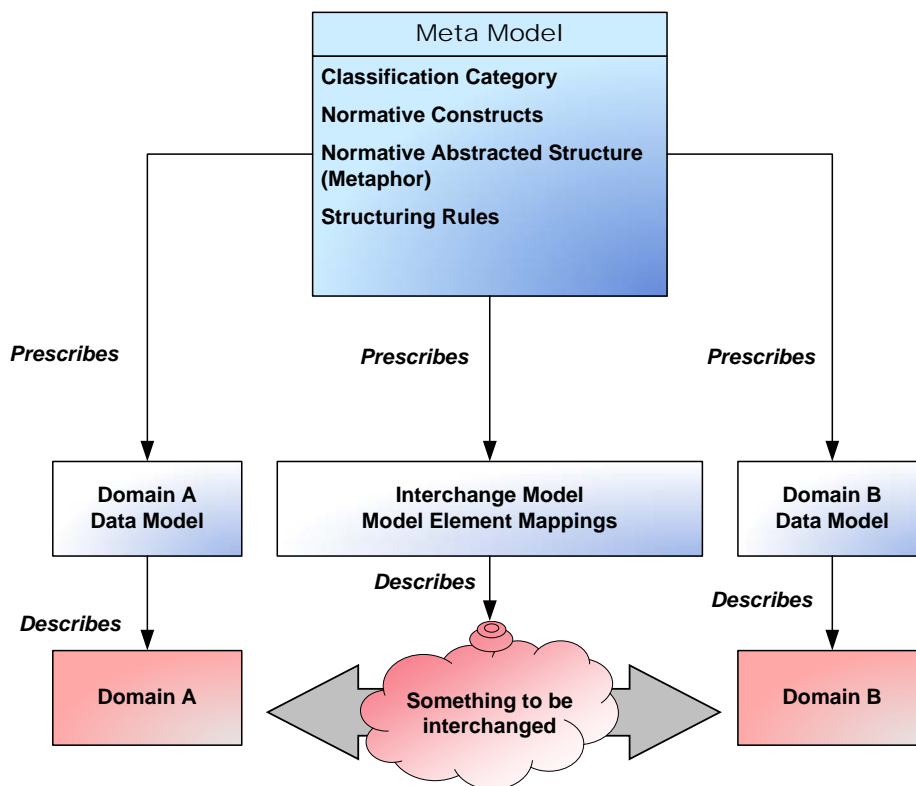 Meta Model
Classification Category
Normative Constructs
Normative Abstracted Structure
(Metaphor)
Structuring Rules
Prescribes
Prescribes
Prescribes
Domain A
Data Model
Interchange Model
Model Element Mappings
Domain B
Data Model
Describes
Describes
Describes
Domain A
Something to be
interchanged
Domain B